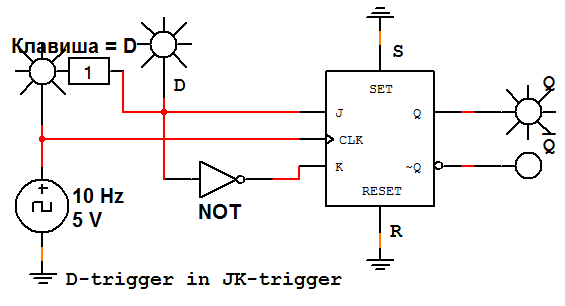 Клавиша = D
1
D
S
SET
J
Q
Q
CLK
Q
K
~Q
RESET
10 Hz
5 V
NOT
R
D-trigger in JK-trigger